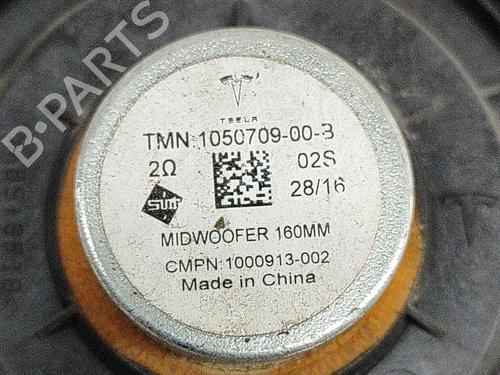 B-PARTS
TESLA
TMN:1050709-00-B
2Ω
02S
28/16
MIDWOOFER 160MM
CMPN:1000913-002
Made in China